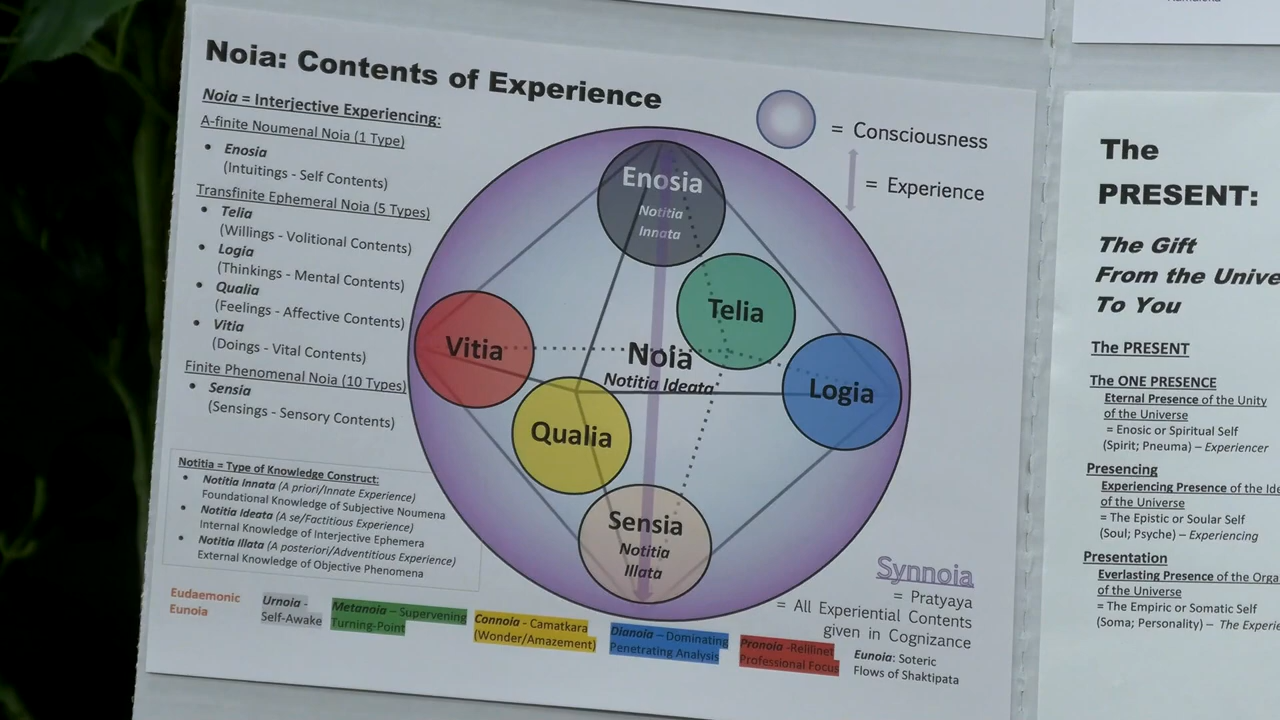 Noia: Contents of Experience
Noia = Interjective Experiencing:
A-finite Noumenal Noia (1 Type)
• Enosia
(Intuitings - Self Contents)
Transfinite Ephemeral Noia (5 Types)
• Telia
(Willings - Volitional Contents)
• Logia
(Thinkings - Mental Contents)
• Qualia
(Feelings - Affective Contents)
• Vitia
(Doings - Vital Contents)
Finite Phenomenal Noia (10 Types)
• Sensia
(Sensings - Sensory Contents)
Notitia = Type of Knowledge Construct:
• Notitia Innata (A priori/Innate Experience)
Foundational Knowledge of Subjective Noumena
• Notitia Ideata (A se/Factitious Experience)
Internal Knowledge of Interjective Ephemera
• Notitia Illata (A posteriori/Adventitious Experience)
External Knowledge of Objective Phenomena
= Consciousness
= Experience
Enosia
Notitia
Innata
Telia
Vitia
Noia
Notitia Ideata
Logia
Qualia
Sensia
Notitia
Illata
Synnoia
= Pratyaya
= All Experiential Contents
given in Cognizance
Eudaemonic
Eunoia
Urnoia -
Self-Awake
Metanoia – Supervening
Turning-Point
Connoia - Camatkara
(Wonder/Amazement)
Dianoia – Dominating
Penetrating Analysis
Pronoia -Relilinet
Professional Focus
Eunoia: Soteric
Flows of Shaktipata
The
PRESENT:
The Gift
From the Unive
To You
The PRESENT
The ONE PRESENCE
Eternal Presence of the Unity
of the Universe
= Enosic or Spiritual Self
(Spirit; Pneuma) – Experiencer
Presencing
Experiencing Presence of the Ide
of the Universe
= The Epistic or Soular Self
(Soul; Psyche) – Experiencing
Presentation
Everlasting Presence of the Orga
of the Universe
= The Empiric or Somatic Self
(Soma; Personality) – The Experie